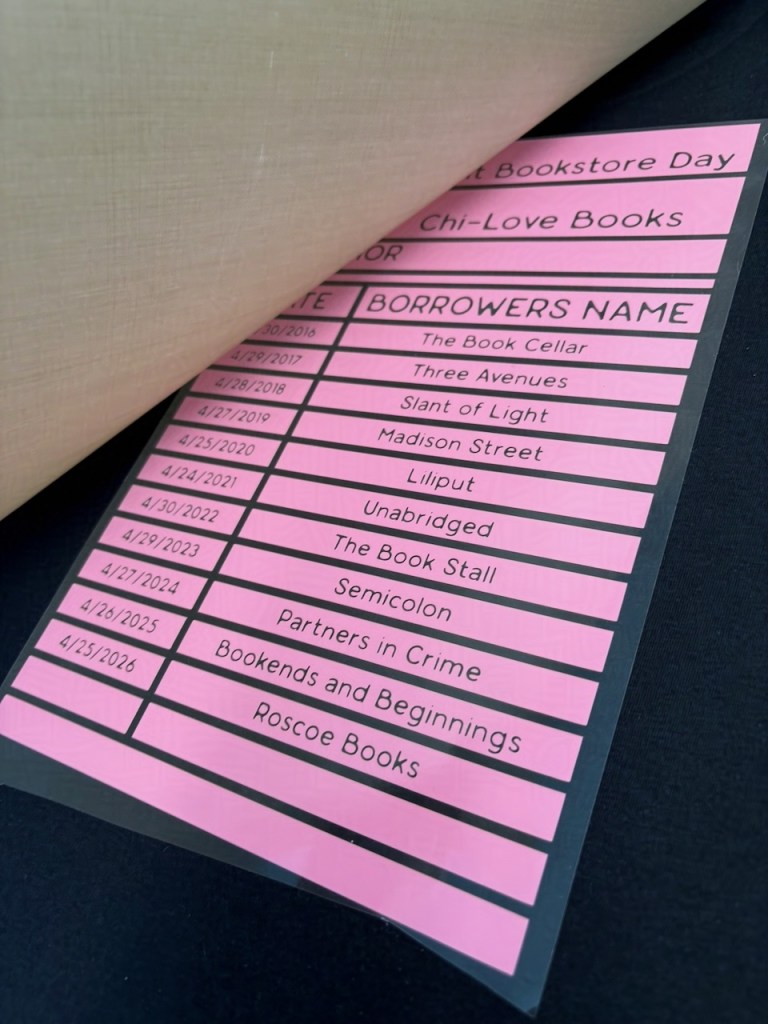 t Bookstore Day
Chi-Love Books
OR
TE BORROWERS NAME
30/2016 The Book Cellar
4/29/2017 Three Avenues
4/28/2018 Slant of Light
4/27/2019 Madison Street
4/25/2020 Liliput
4/24/2021 Unabridged
4/30/2022 The Book Stall
4/29/2023 Semicolon
4/27/2024 Partners in Crime
4/26/2025 Bookends and Beginnings
4/25/2026 Roscoe Books